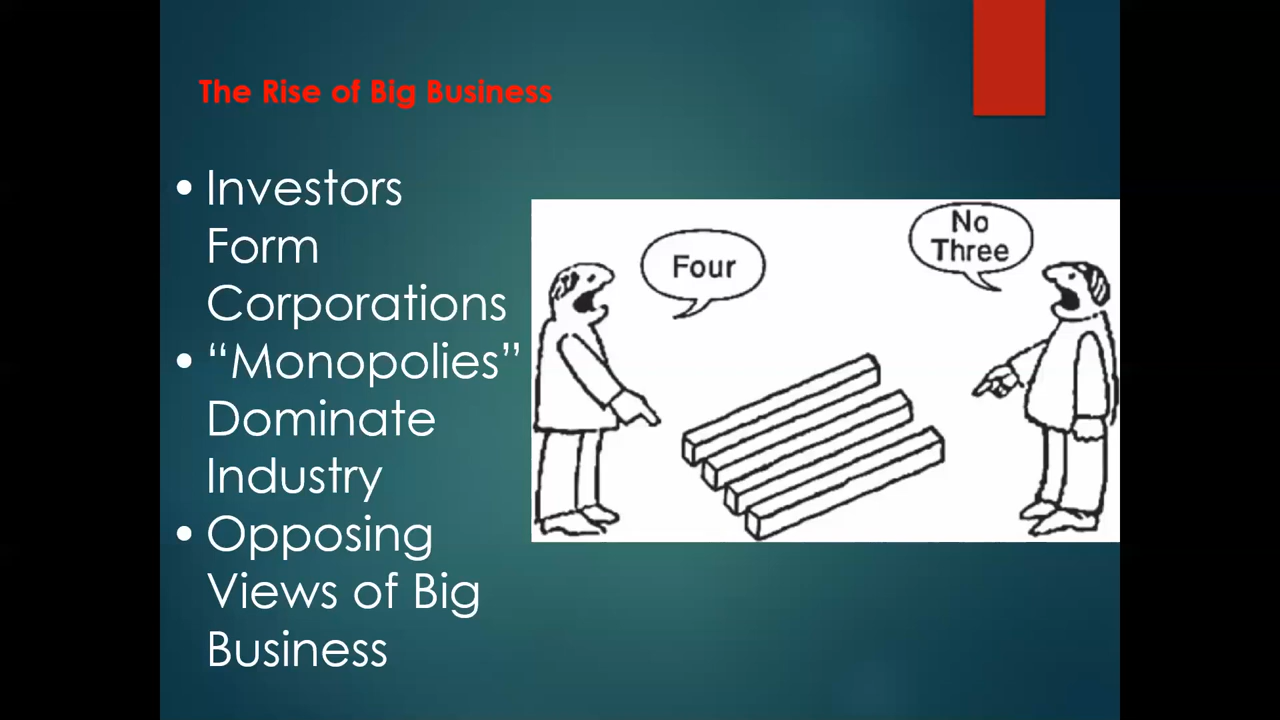 The Rise of Big Business
• Investors
Form
Corporations
• “Monopolies”
Dominate
Industry
• Opposing
Views of Big
Business
Four
No
Three